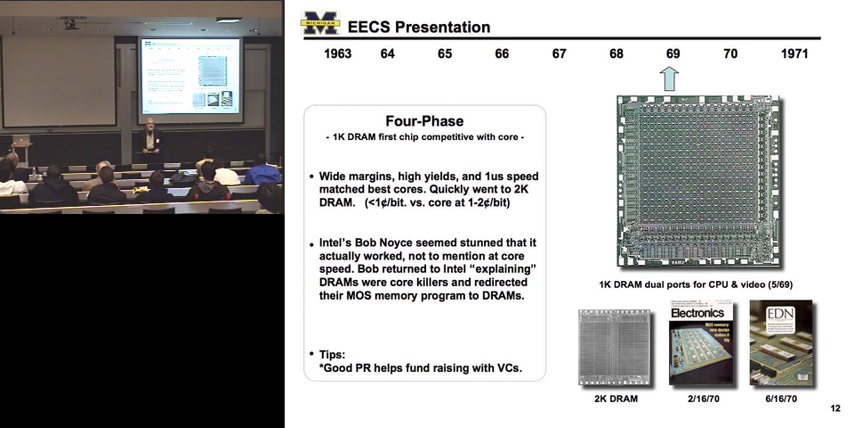 MICHIGAN
EECS Presentation
1963 64 65 66 67 68 69 70 1971
Four-Phase
- 1K DRAM first chip competitive with core -
• Wide margins, high yields, and 1us speed
matched best cores. Quickly went to 2K
DRAM. (<1¢/bit. vs. core at 1-2¢/bit)
• Intel's Bob Noyce seemed stunned that it
actually worked, not to mention at core
speed. Bob returned to Intel “explaining”
DRAMs were core killers and redirected
their MOS memory program to DRAMs.
• Tips:
*Good PR helps fund raising with VCs.
1K DRAM dual ports for CPU & video (5/69)
Electronics
MOS memory:
EDN
2K DRAM
2/16/70
6/16/70
12